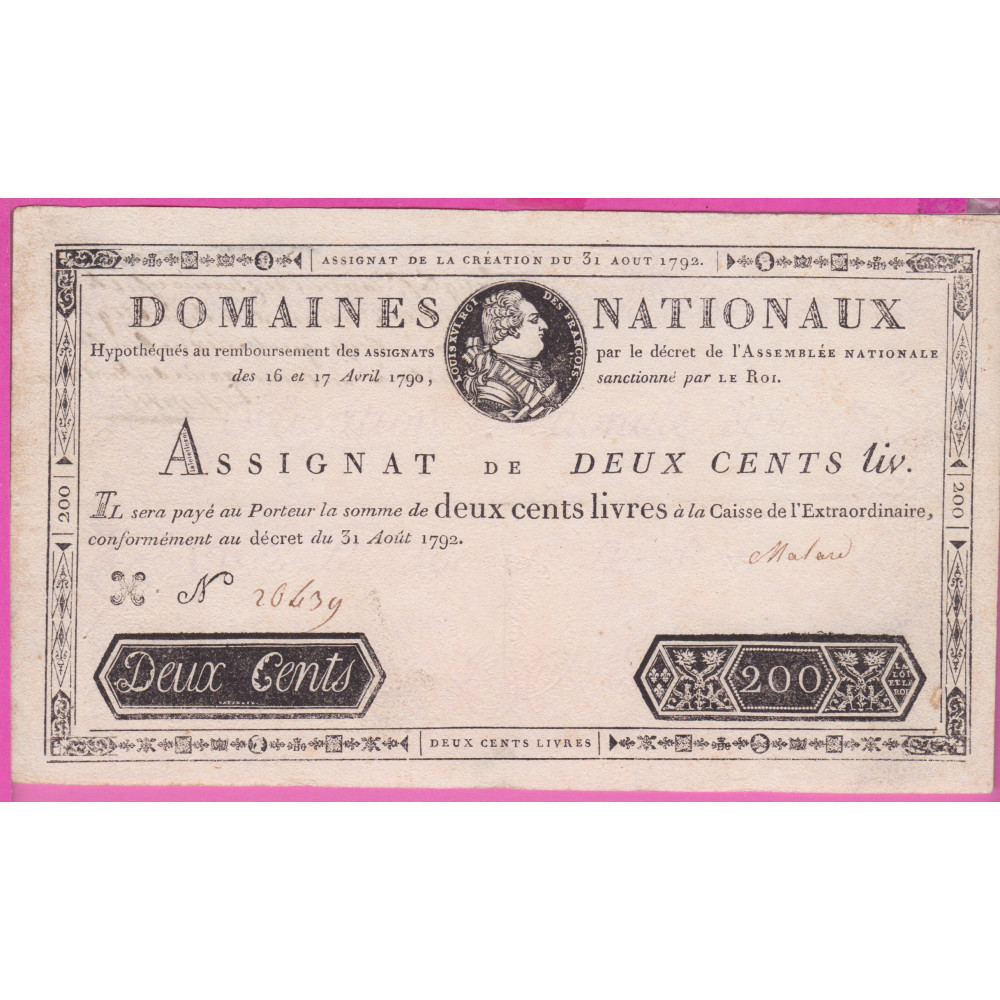 ASSIGNAT DE LA CRÉATION DU 31 AOUT 1792.
DOMAINES NATIONAUX
LOUIS XVI ROI DES FRANÇOIS.
Hypothéqués au remboursement des ASSIGNATS par le décret de l'ASSEMBLÉE NATIONALE
des 16 et 17 Avril 1790, sanctionné par LE ROI.
ASSIGNAT DE DEUX CENTS liv.
IL sera payé au Porteur la somme de deux cents livres à la Caisse de l'Extraordinaire,
conformément au décret du 31 Août 1792.
Malard
N 26439
200
200
Deux Cents
200
LA LOI ET LE ROI
DEUX CENTS LIVRES